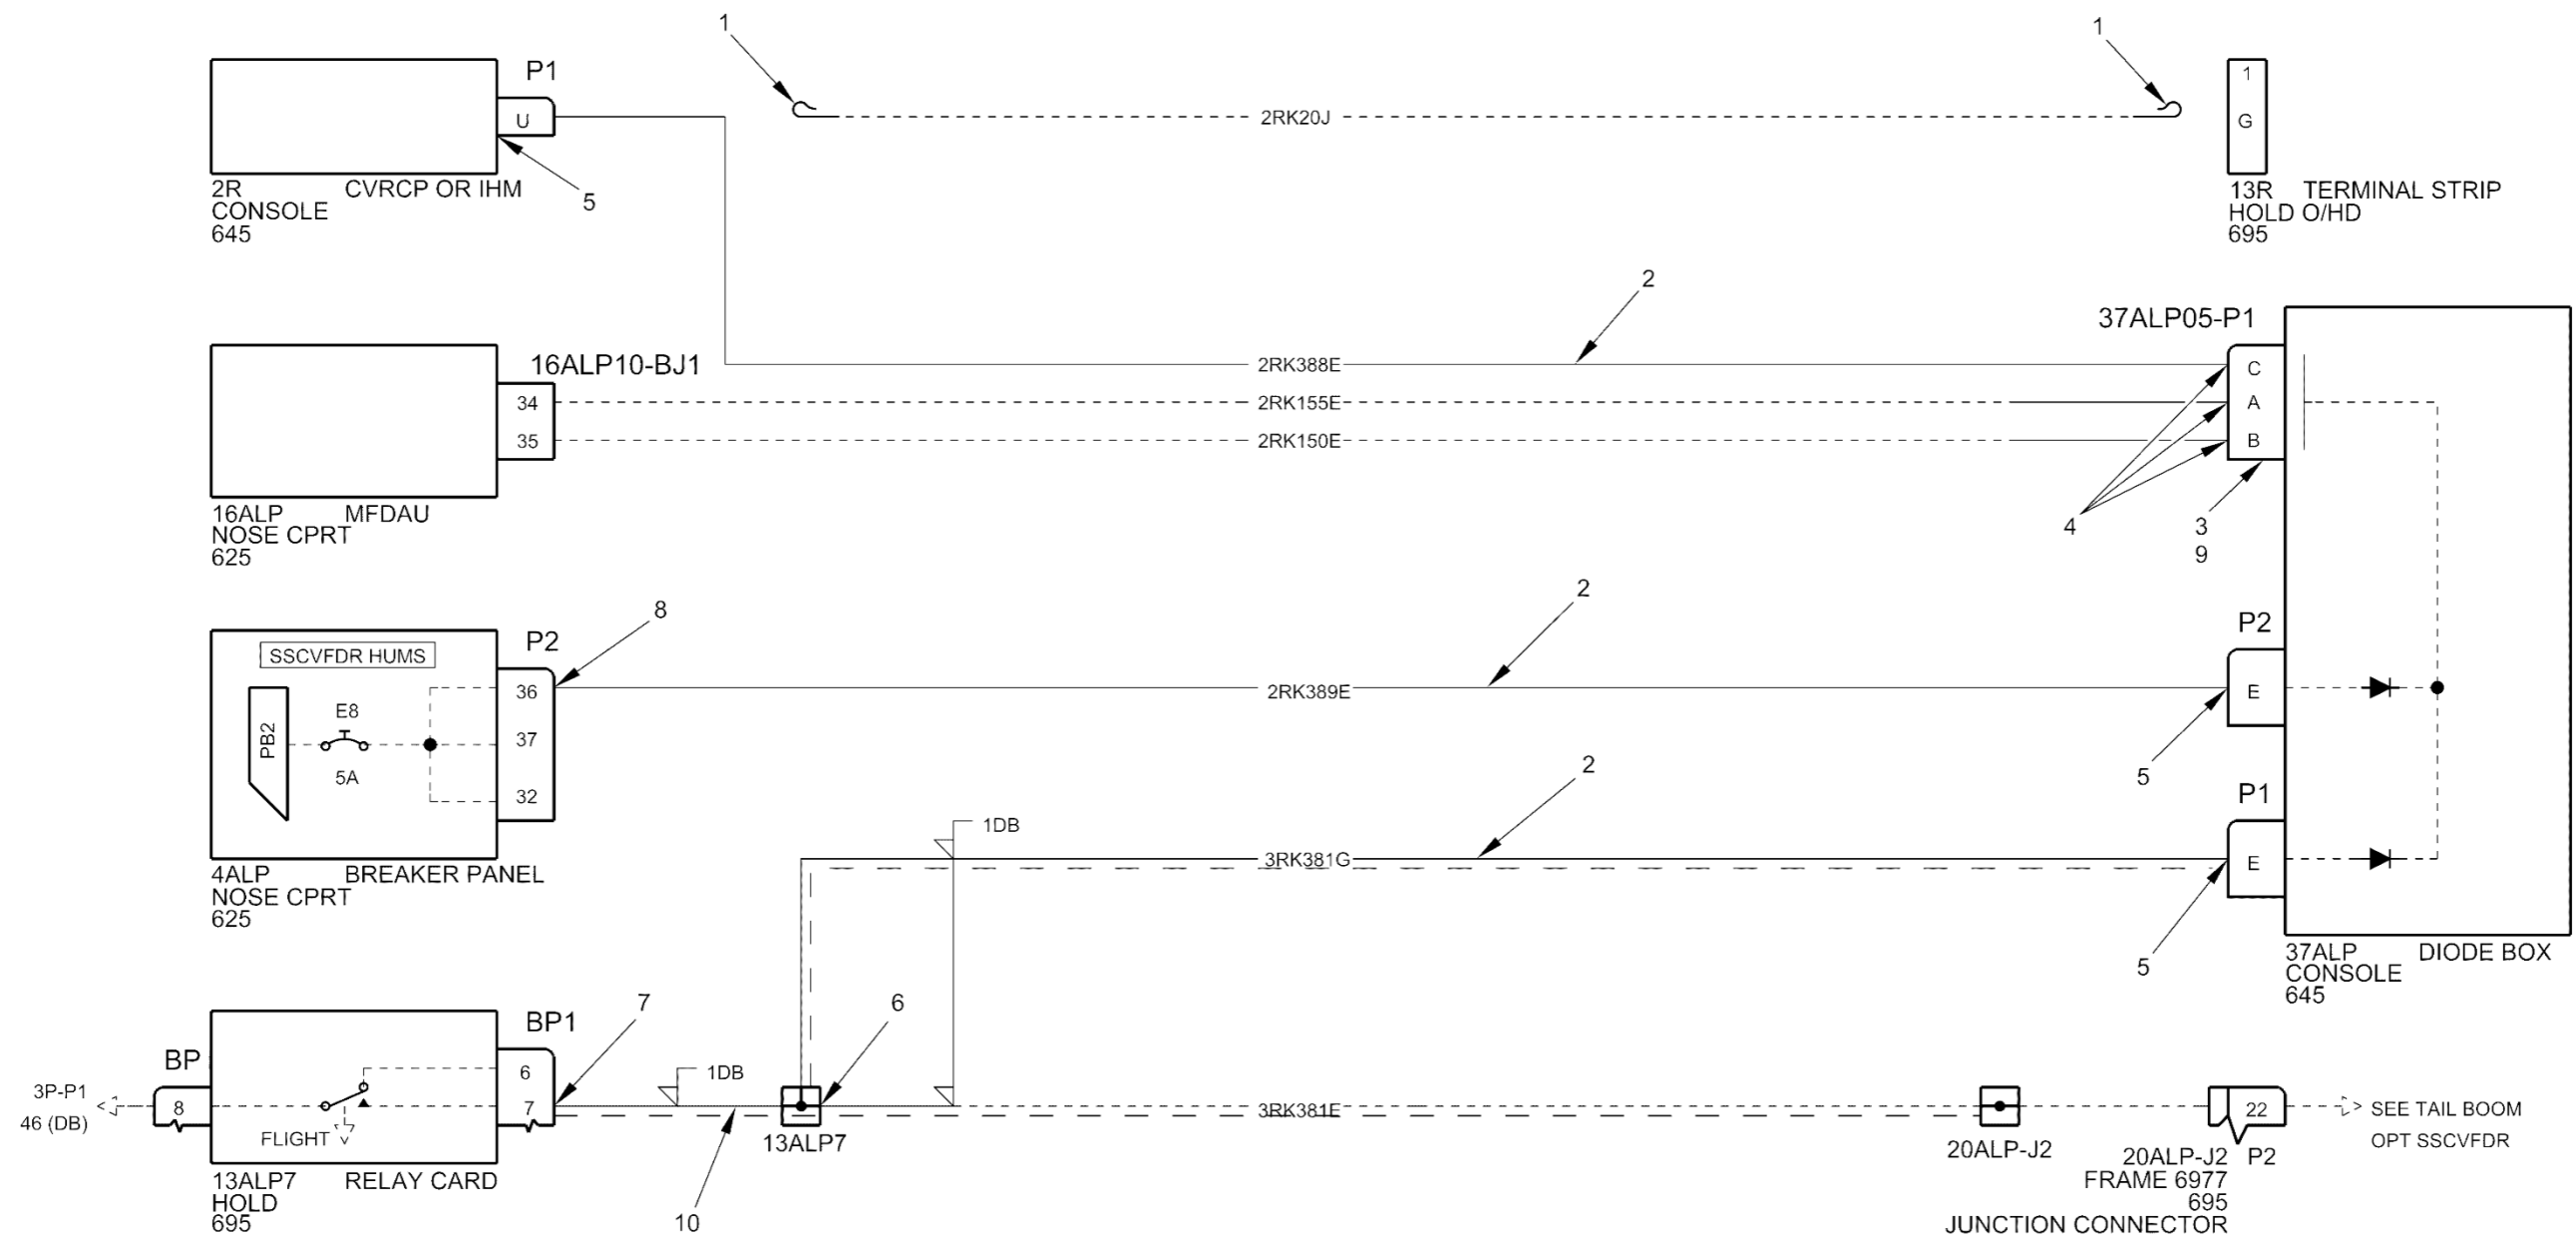 1
1
P1
U
2RK20J
1
G
5
2R CVRCP OR IHM
CONSOLE
645
13R TERMINAL STRIP
HOLD O/HD
695
2
37ALP05-P1
16ALP10-BJ1
2RK388E
C
34
2RK155E
A
35
2RK150E
B
16ALP MFDAU
NOSE CPRT
625
4
3
9
2
8
P2
P2
SSCVFDR HUMS
36
2RK389E
E
PB2
E8
37
5A
32
5
2
P1
1DB
3RK381G
E
4ALP BREAKER PANEL
NOSE CPRT
625
5
37ALP DIODE BOX
CONSOLE
645
7
6
BP1
BP
6
1DB
3P-P1
46 (DB)
8
7
FLIGHT
3RK381E
22
SEE TAIL BOOM
OPT SSCVFDR
13ALP7
20ALP-J2
20ALP-J2 P2
FRAME 6977
695
JUNCTION CONNECTOR
13ALP7 RELAY CARD
HOLD
695
10